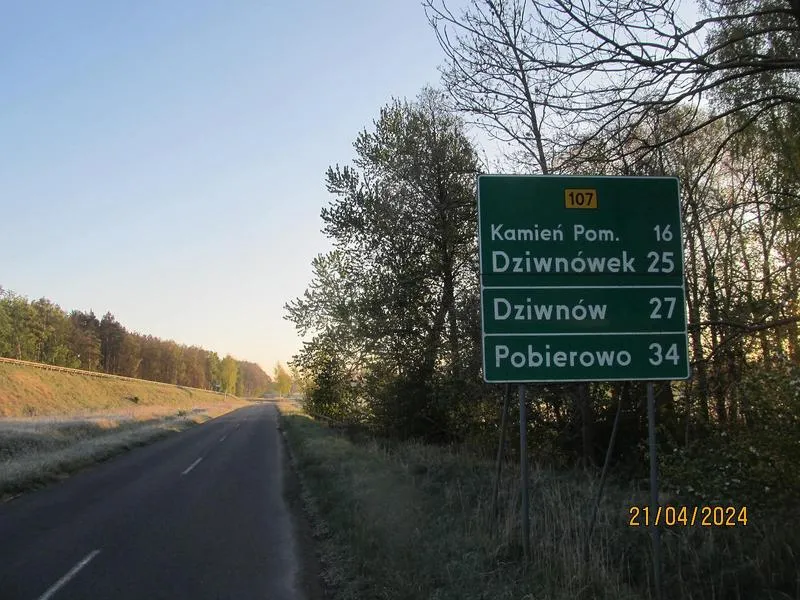 107
Kamień Pom. 16
Dziwnówek 25
Dziwnów 27
Pobierowo 34
21/04/2024